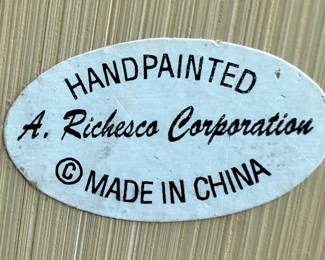 HANDPAINTED
A. Richesco Corporation
© MADE IN CHINA